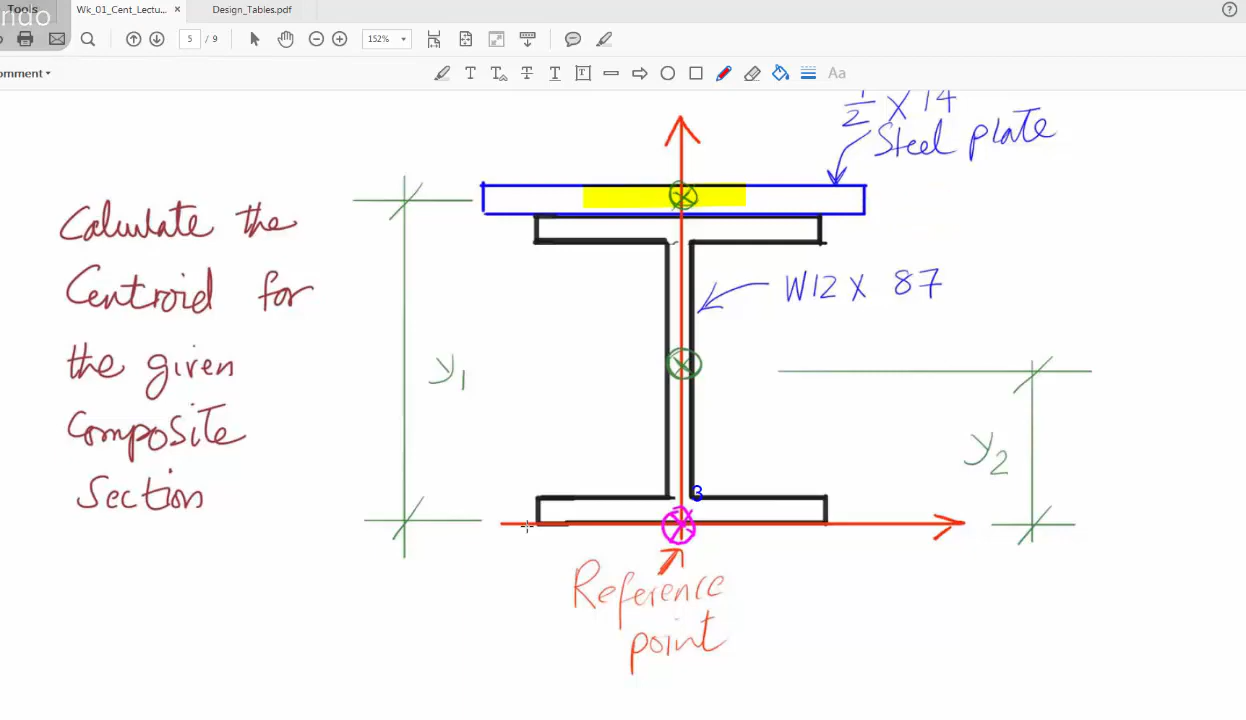 Tools
Wk_01_Cent_Lectu...
Design_Tables.pdf
5 / 9
152%
omment
Aa
1/2 X 14
Steel plate
Calculate the
Centroid for
the given
Composite
Section
W12 X 87
y1
y2
3
Reference
point